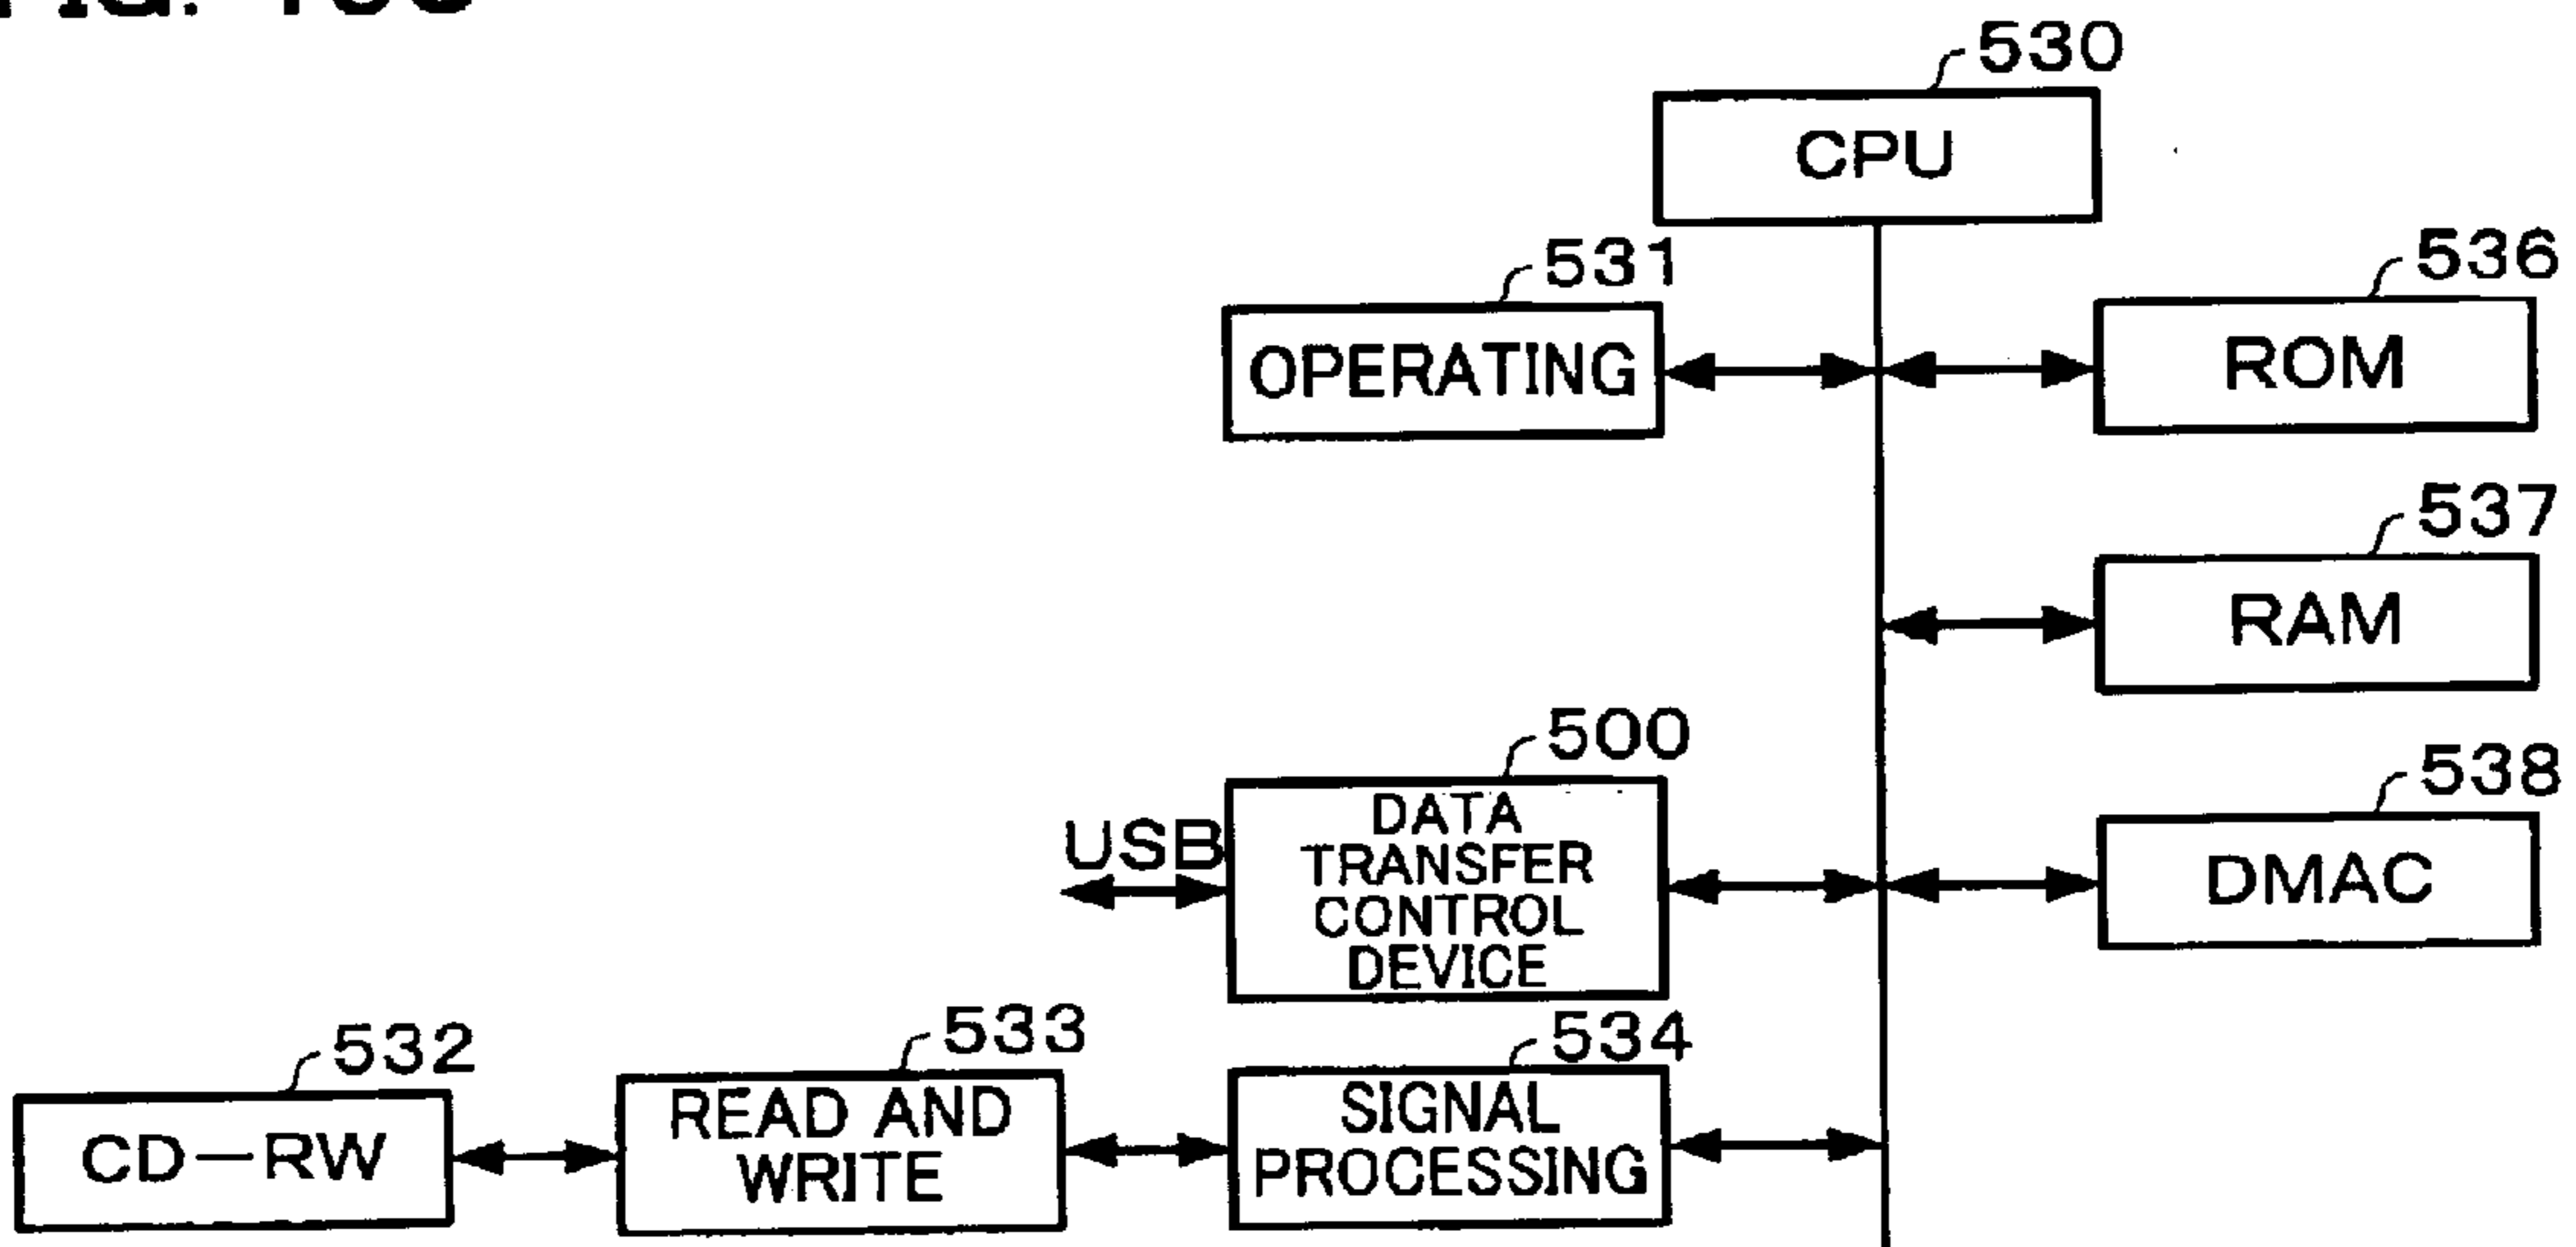 530
CPU
531
536
OPERATING
ROM
537
RAM
500
538
DATA
TRANSFER
CONTROL
DEVICE
USB
DMAC
532
533
534
CD-RW
READ AND
WRITE
SIGNAL
PROCESSING